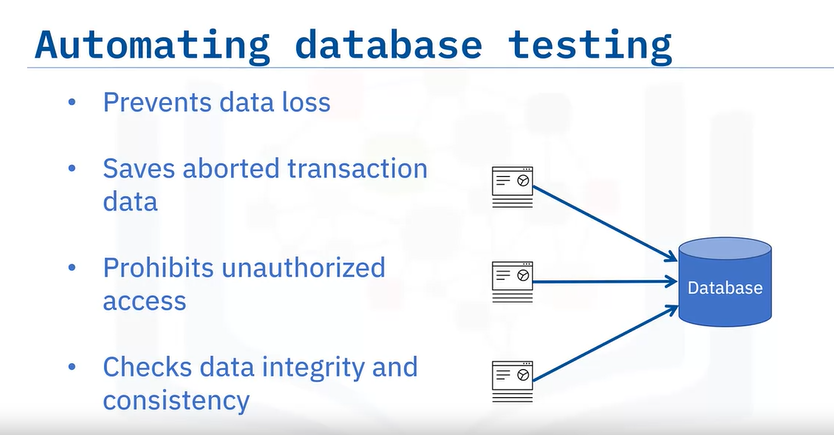 Automating database testing
• Prevents data loss
• Saves aborted transaction
data
• Prohibits unauthorized
access
• Checks data integrity and
consistency
Database